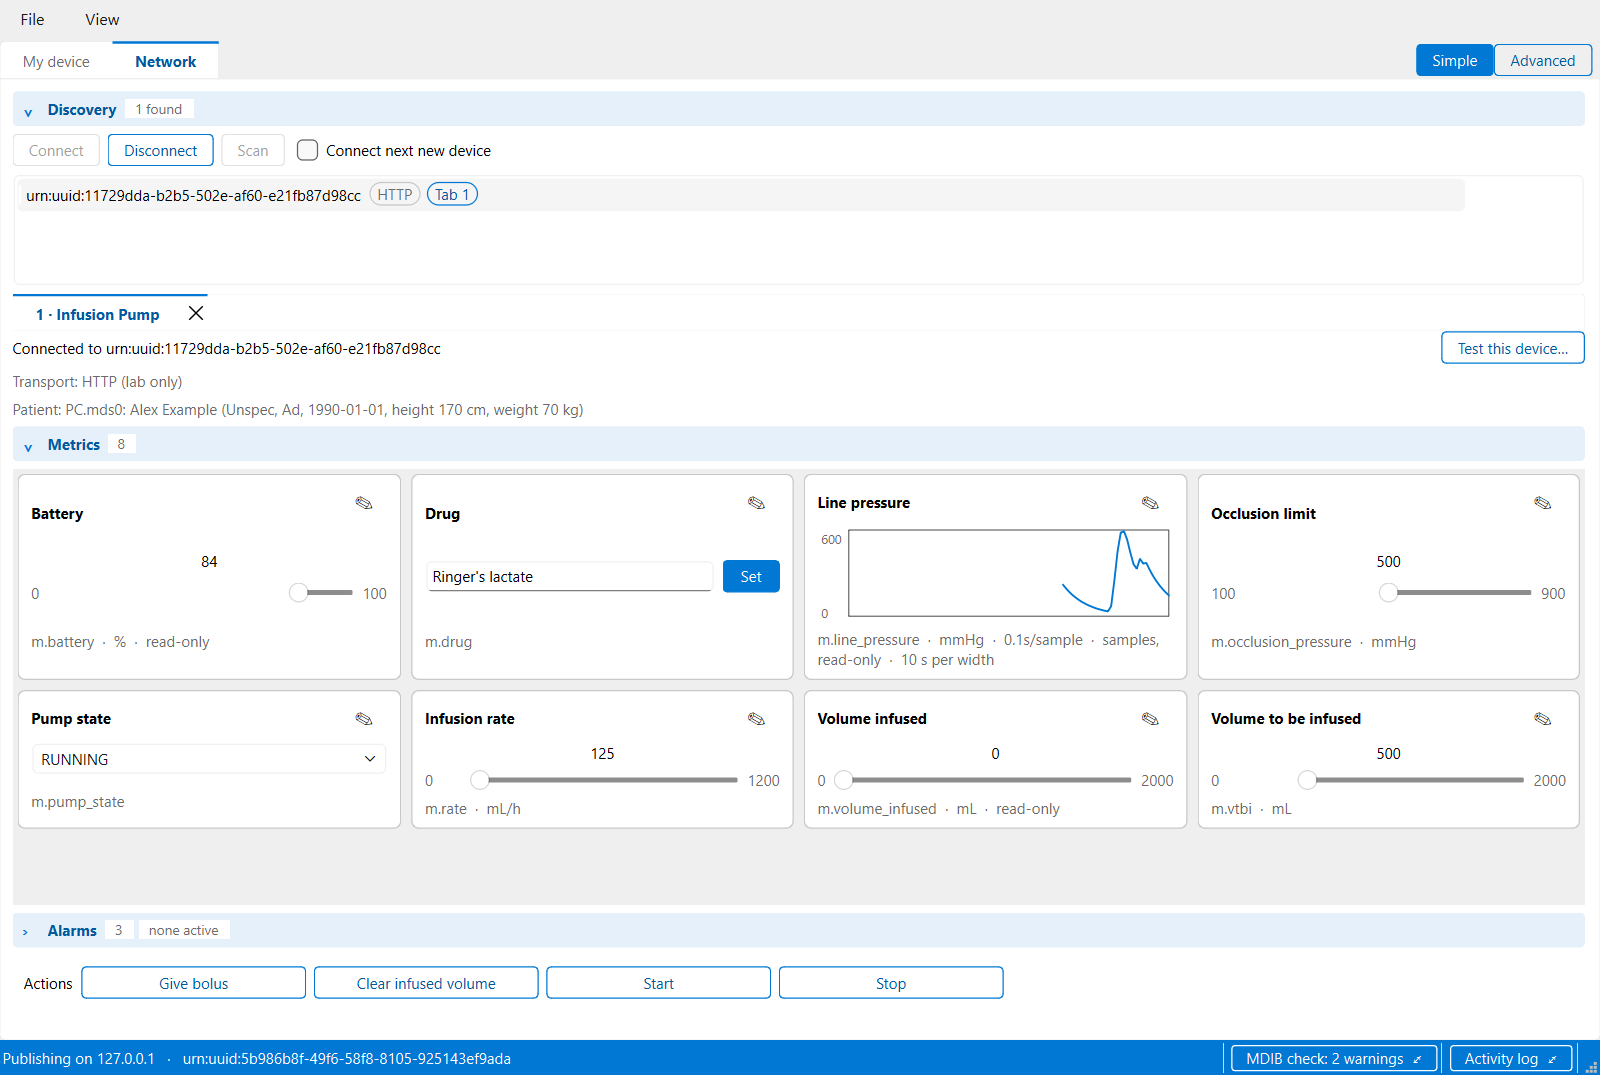 File View
My device Network Simple Advanced
Discovery 1 found
Connect Disconnect Scan Connect next new device
urn:uuid:11729dda-b2b5-502e-af60-e21fb87d98cc HTTP Tab 1
1 · Infusion Pump
Connected to urn:uuid:11729dda-b2b5-502e-af60-e21fb87d98cc Test this device...
Transport: HTTP (lab only)
Patient: PC.mds0: Alex Example (Unspec, Ad, 1990-01-01, height 170 cm, weight 70 kg)
Metrics 8
Battery
84
0 100
m.battery · % · read-only
Drug
Ringer's lactate Set
m.drug
Line pressure
600
0
m.line_pressure · mmHg · 0.1s/sample · samples,
read-only · 10 s per width
Occlusion limit
500
100 900
m.occlusion_pressure · mmHg
Pump state
RUNNING
m.pump_state
Infusion rate
125
0 1200
m.rate · mL/h
Volume infused
0
0 2000
m.volume_infused · mL · read-only
Volume to be infused
500
0 2000
m.vtbi · mL
Alarms 3 none active
Actions Give bolus Clear infused volume Start Stop
Publishing on 127.0.0.1 · urn:uuid:5b986b8f-49f6-58f8-8105-925143ef9ada MDIB check: 2 warnings Activity log